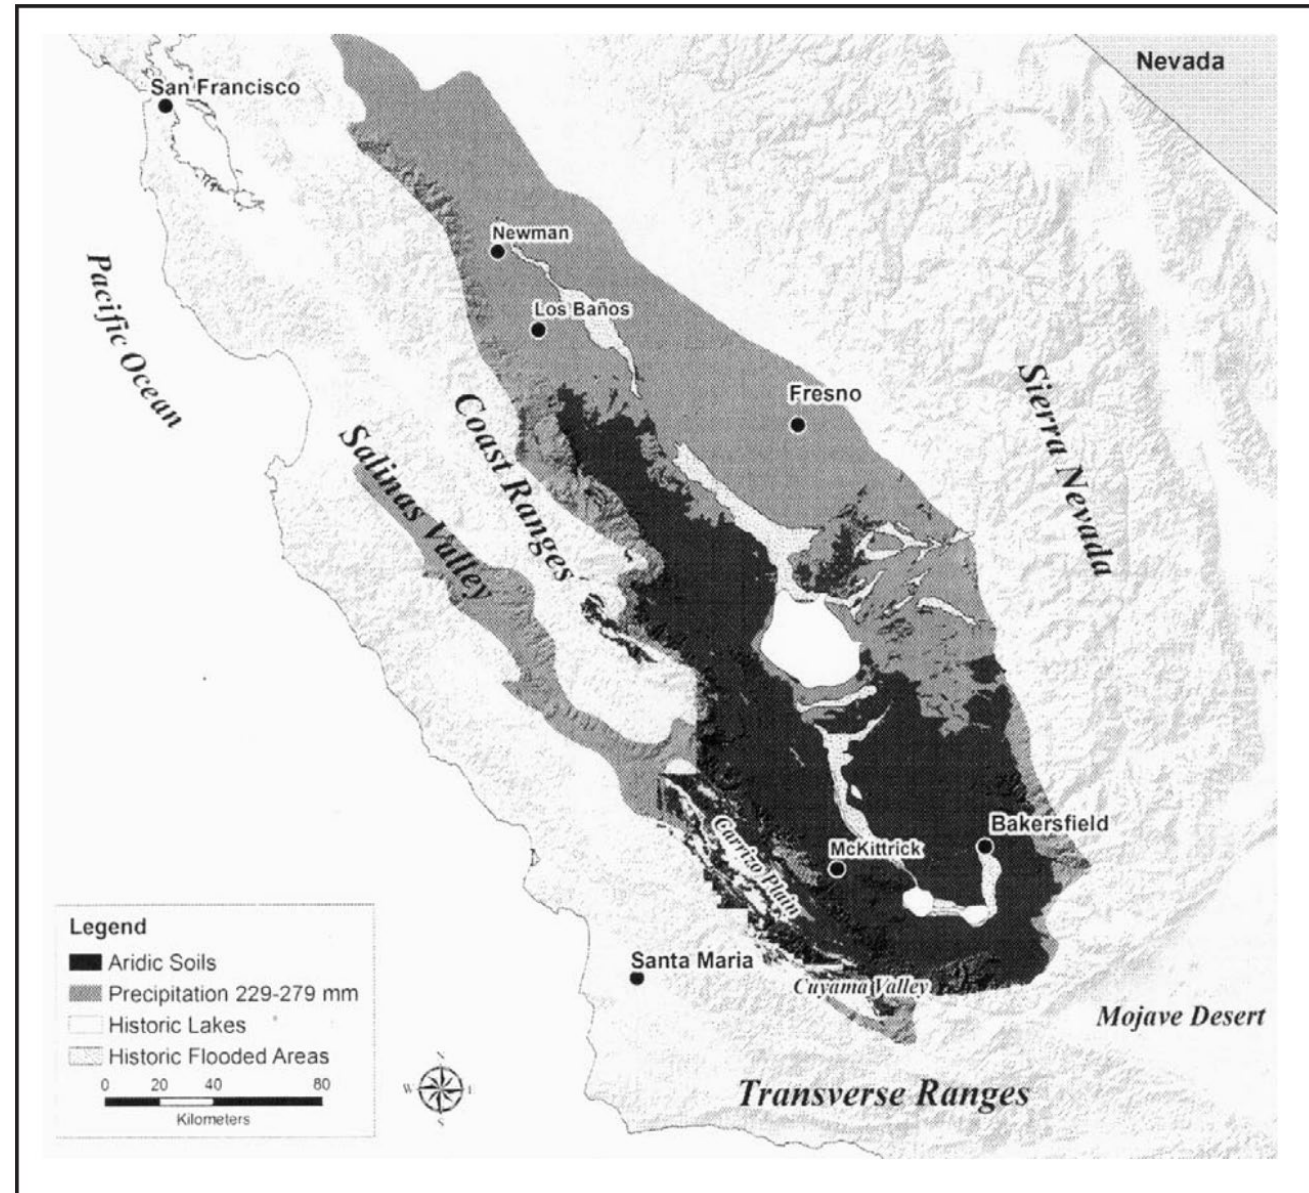 Nevada
San Francisco
Newman
Los Baños
Fresno
Pacific Ocean
Coast Ranges
Salinas Valley
Sierra Nevada
Bakersfield
McKittrick
Carrizo Plain
Santa Maria
Cuyama Valley
Mojave Desert
Transverse Ranges
Legend
Aridic Soils
Precipitation 229-279 mm
Historic Lakes
Historic Flooded Areas
0 20 40 80
Kilometers
W